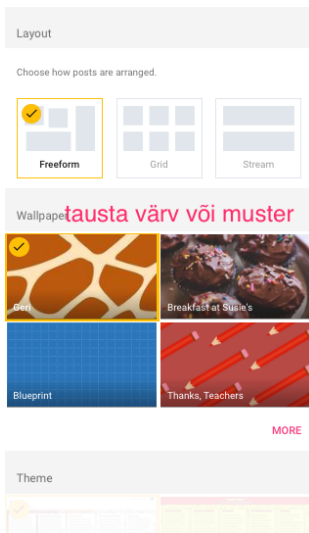 Layout
Choose how posts are arranged.
Freeform Grid Stream
Wallpaper tausta värv või muster
Geri Breakfast at Susie's
Blueprint Thanks, Teachers
MORE
Theme